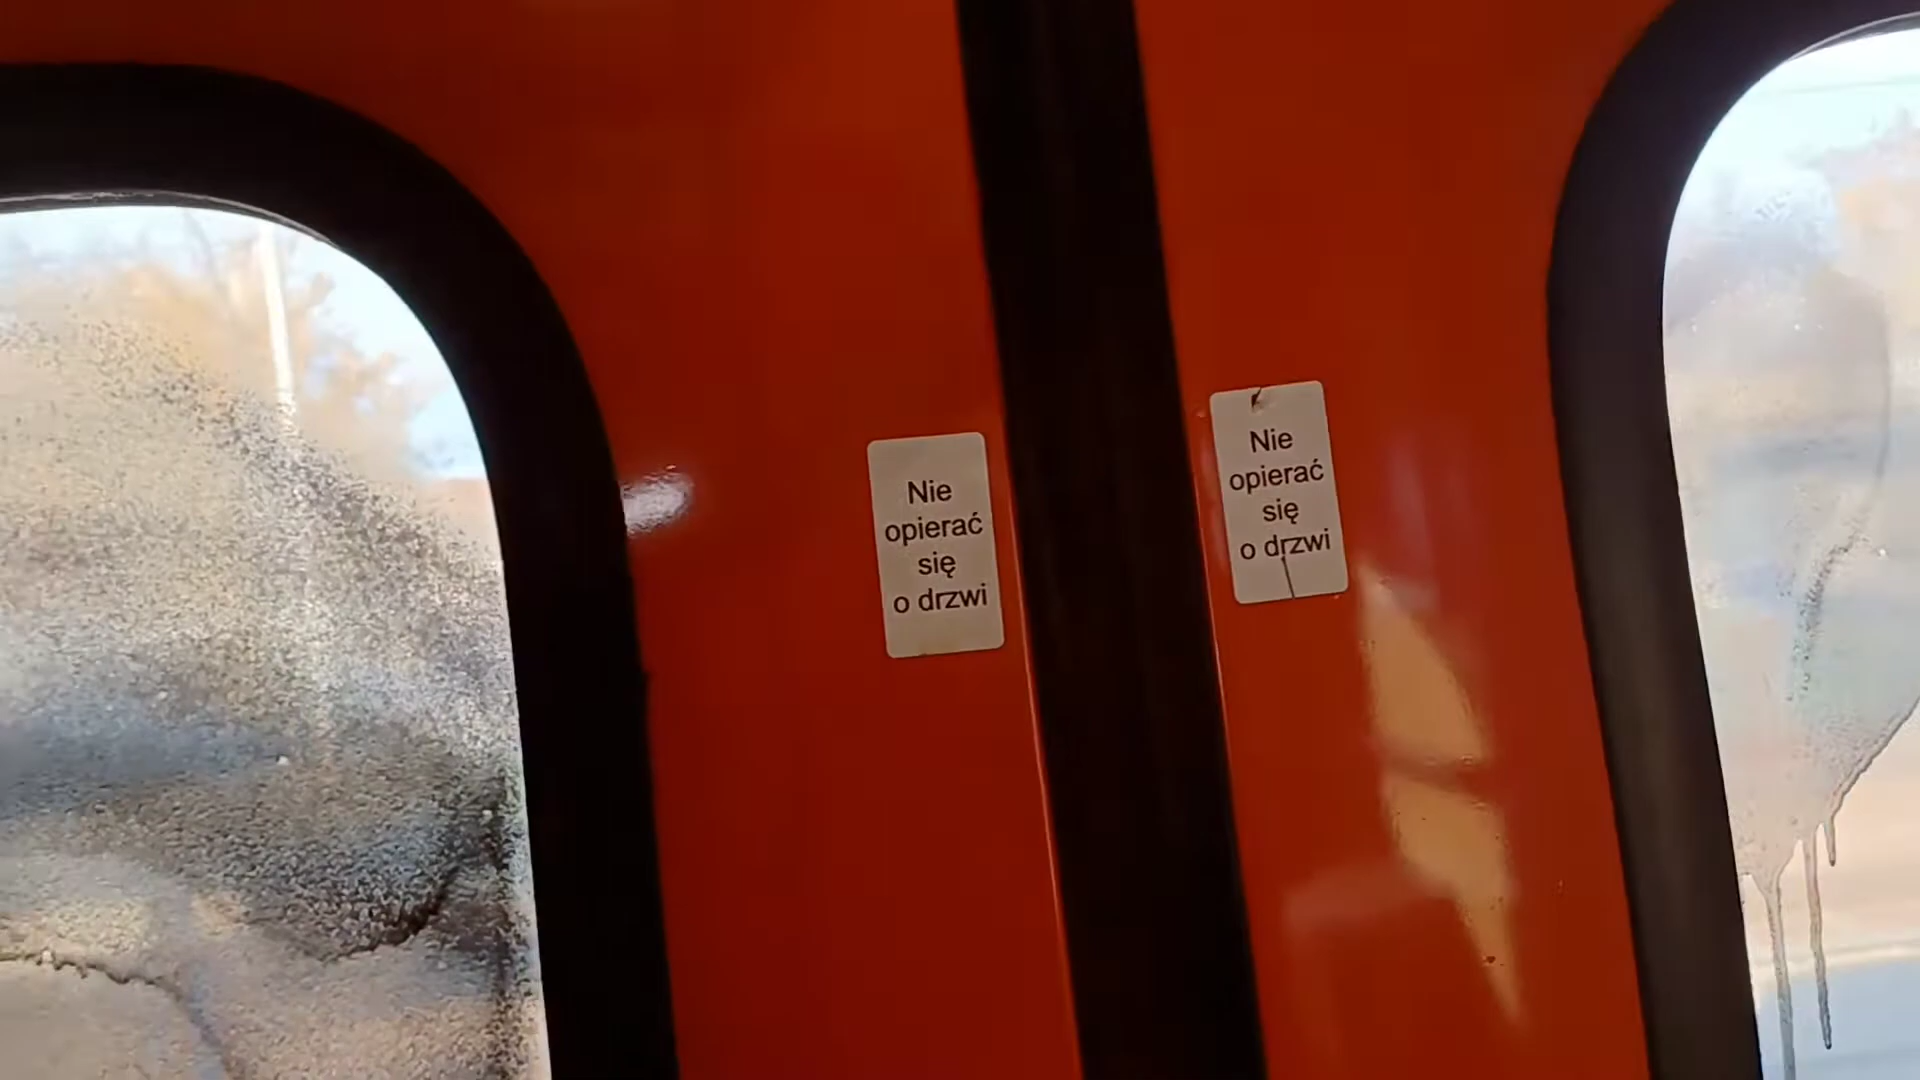 Nie
opierać
się
o drzwi
Nie
opierać
się
o drzwi